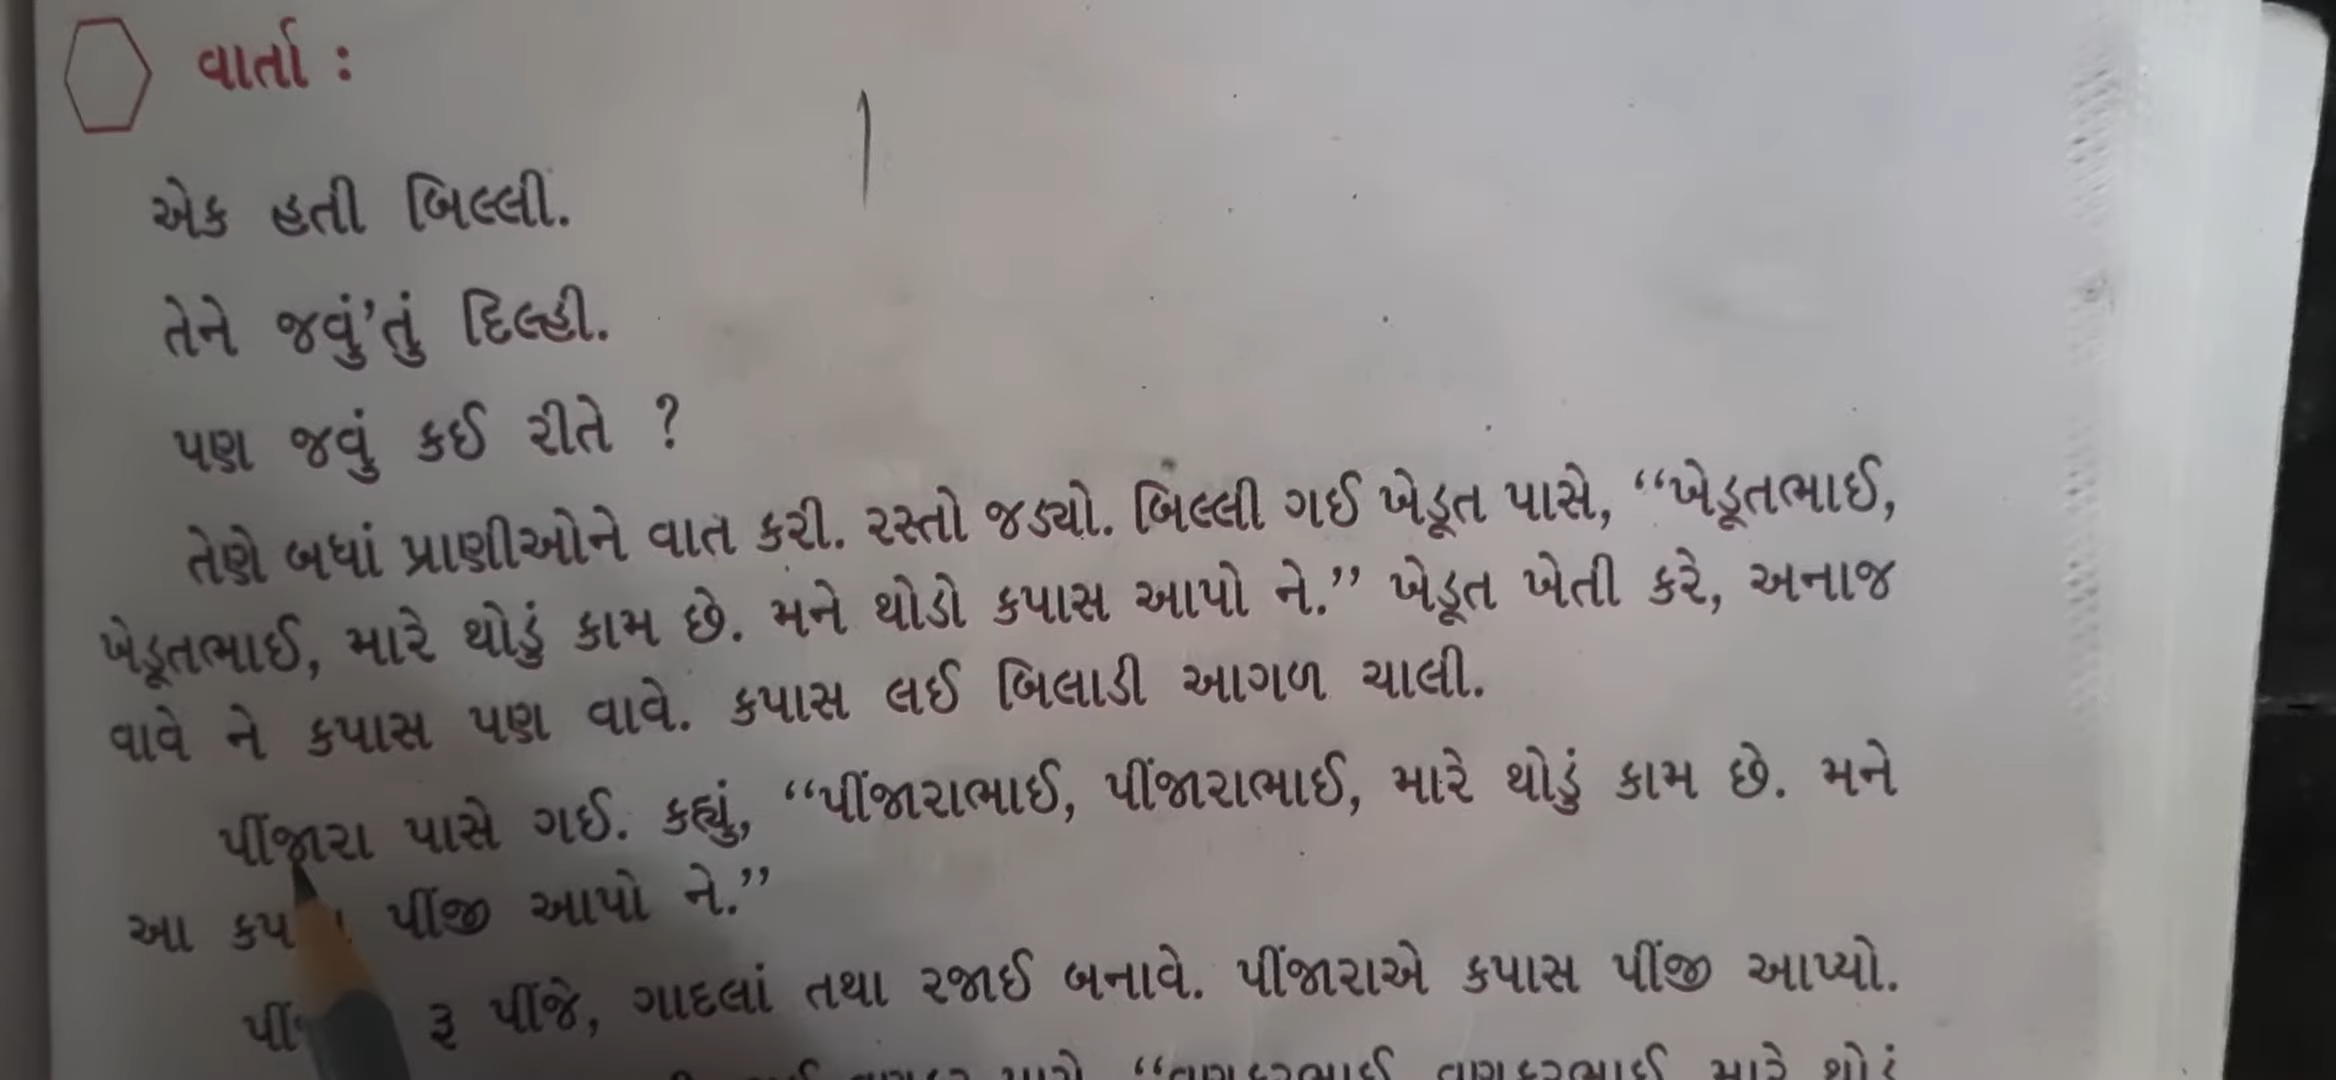 વાર્તા :
એક હતી બિલ્લી.
તેને જવું'તું દિલ્હી.
પણ જવું કઈ રીતે ?
તેણે બધાં પ્રાણીઓને વાત કરી. રસ્તો જડ્યો. બિલ્લી ગઈ ખેડૂત પાસે, “ખેડૂતભાઈ,
ખેડૂતભાઈ, મારે થોડું કામ છે. મને થોડો કપાસ આપો ને.” ખેડૂત ખેતી કરે, અનાજ
વાવે ને કપાસ પણ વાવે. કપાસ લઈ બિલાડી આગળ ચાલી.
પીંજારા પાસે ગઈ. કહ્યું, “પીંજારાભાઈ, પીંજારાભાઈ, મારે થોડું કામ છે. મને
આ પીંજી આપો ને.”
રૂ પીંજે, ગાદલાં તથા રજાઈ બનાવે. પીંજારાએ કપાસ પીંજી આપ્યો.